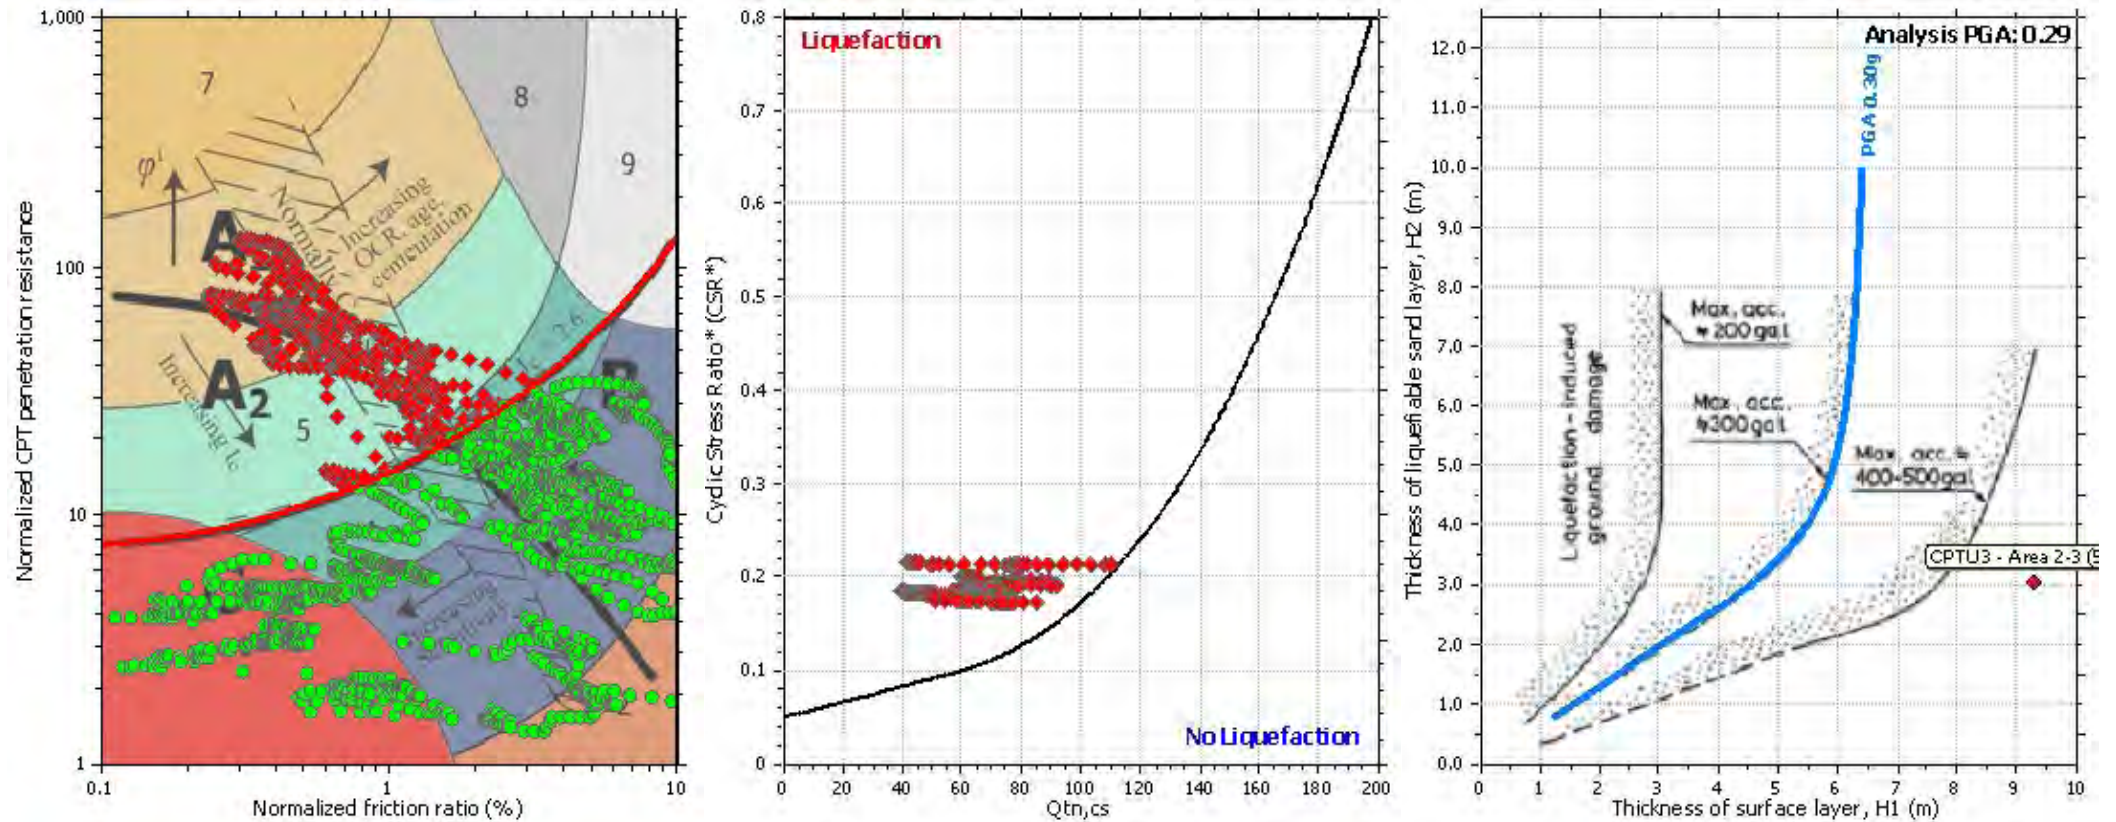 1,000
100
10
1
0.1
1
10
Normalized CPT penetration resistance
Normalized friction ratio (%)
7
8
9
φ'
Normally
Increasing
OCR, age,
cementation
A
A2
Increasing Ic
5
2.6
B
Increasing
Liquefaction
No Liquefaction
0.8
0.7
0.6
0.5
0.4
0.3
0.2
0.1
0
0
20
40
60
80
100
120
140
160
180
200
Cyclic Stress Ratio* (CSR*)
Qtn,cs
Analysis PGA: 0.29
PGA 0.30g
12.0
11.0
10.0
9.0
8.0
7.0
6.0
5.0
4.0
3.0
2.0
1.0
0.0
0
1
2
3
4
5
6
7
8
9
10
Thickness of liquefiable sand layer, H2 (m)
Thickness of surface layer, H1 (m)
Liquefaction-induced
ground damage
Max. acc.
≒200gal
Max. acc.
≒300gal
Max. acc. ≒
400-500gal
CPTU3 - Area 2-3 (5